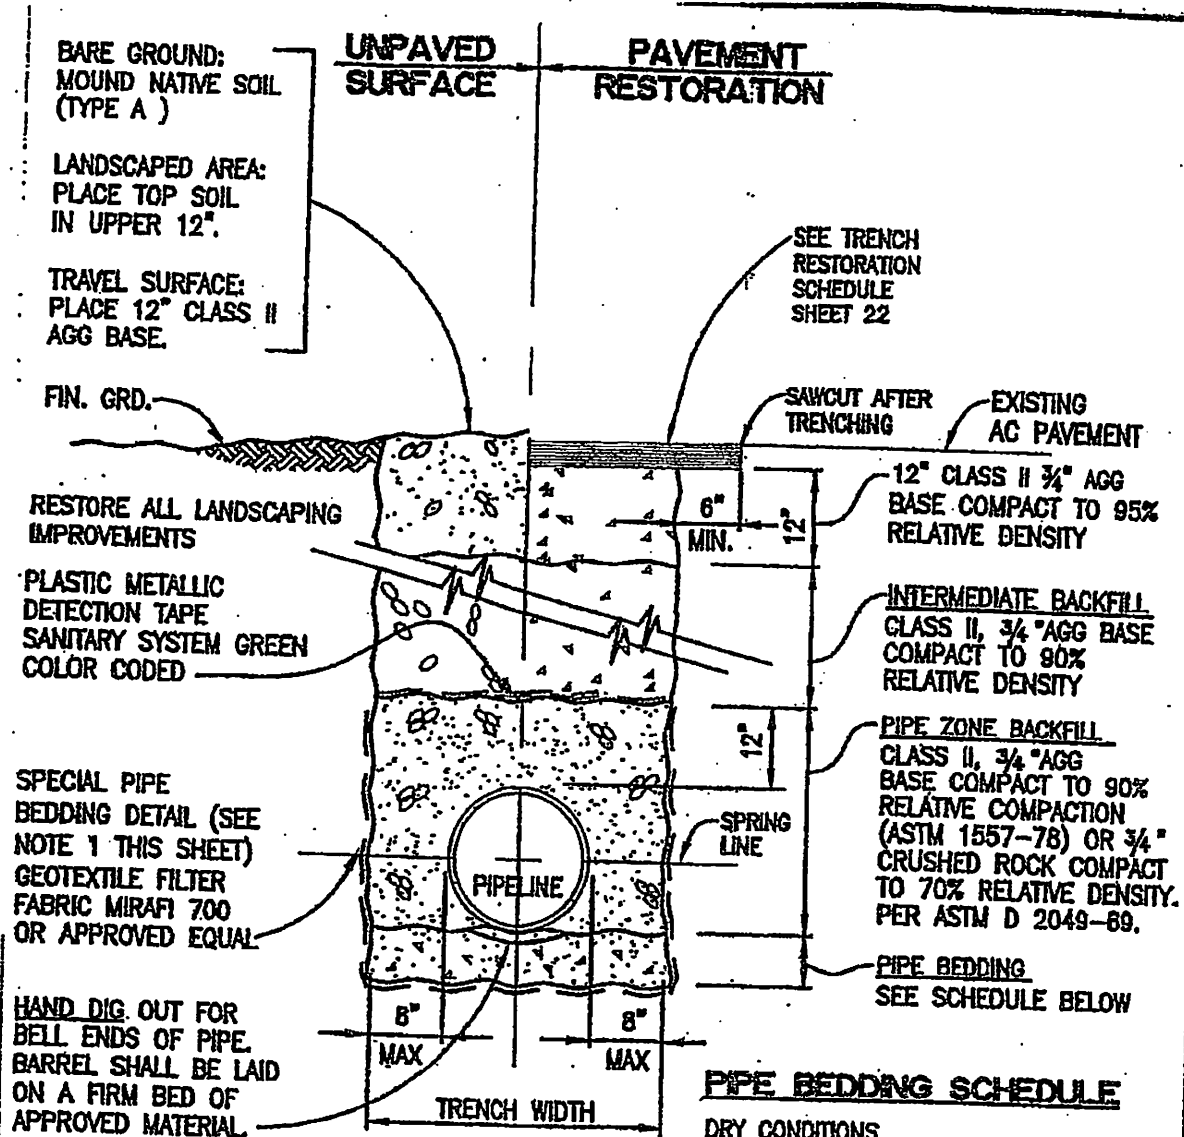 UNPAVED
SURFACE
PAVEMENT
RESTORATION
BARE GROUND:
MOUND NATIVE SOIL
(TYPE A )
LANDSCAPED AREA:
PLACE TOP SOIL
IN UPPER 12".
TRAVEL SURFACE:
PLACE 12" CLASS II
AGG BASE.
SEE TRENCH
RESTORATION
SCHEDULE
SHEET 22
FIN. GRD.
SAWCUT AFTER
TRENCHING
EXISTING
AC PAVEMENT
12" CLASS II 3/4" AGG
BASE COMPACT TO 95%
RELATIVE DENSITY
6"
MIN.
12"
RESTORE ALL LANDSCAPING
IMPROVEMENTS
PLASTIC METALLIC
DETECTION TAPE
SANITARY SYSTEM GREEN
COLOR CODED
INTERMEDIATE BACKFILL
CLASS II, 3/4 "AGG BASE
COMPACT TO 90%
RELATIVE DENSITY
12"
PIPE ZONE BACKFILL
CLASS II, 3/4 "AGG
BASE COMPACT TO 90%
RELATIVE COMPACTION
(ASTM 1557-78) OR 3/4 "
CRUSHED ROCK COMPACT
TO 70% RELATIVE DENSITY.
PER ASTM D 2049-69.
SPECIAL PIPE
BEDDING DETAIL (SEE
NOTE 1 THIS SHEET)
GEOTEXTILE FILTER
FABRIC MIRAFI 700
OR APPROVED EQUAL
SPRING
LINE
PIPELINE
PIPE BEDDING
SEE SCHEDULE BELOW
HAND DIG OUT FOR
BELL ENDS OF PIPE.
BARREL SHALL BE LAID
ON A FIRM BED OF
APPROVED MATERIAL.
8"
MAX
8"
MAX
TRENCH WIDTH
PIPE BEDDING SCHEDULE
DRY CONDITIONS